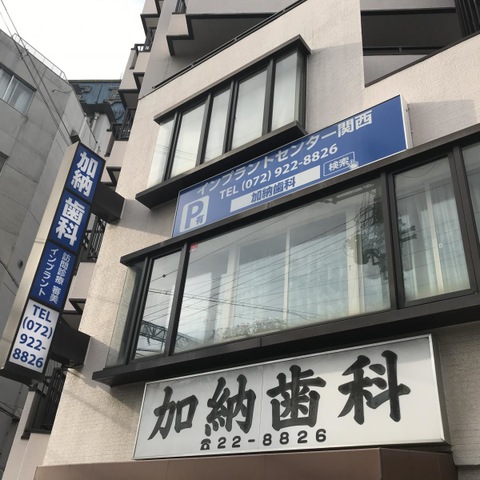 加納歯科
訪問診療 審美
インプラント
TEL
(072)
922-
8826
インプラントセンター関西
TEL (072) 922-8826
P有
加納歯科
検索
加納歯科
☎22-8826